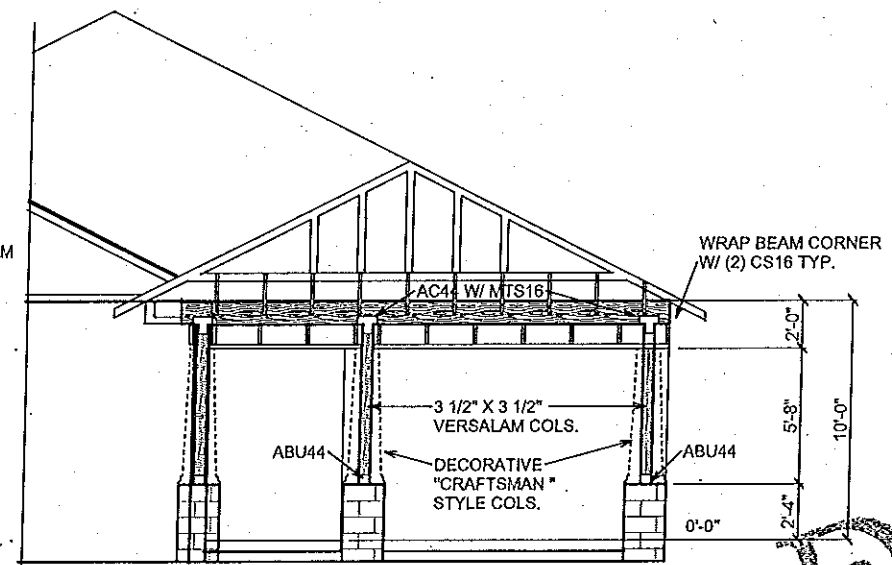 M
WRAP BEAM CORNER
W/ (2) CS16 TYP.
AC44 W/ MTS16
2'-0"
3 1/2" X 3 1/2"
VERSALAM COLS.
5'-8"
10'-0"
ABU44
ABU44
DECORATIVE
"CRAFTSMAN "
STYLE COLS.
0'-0"
2'-4"